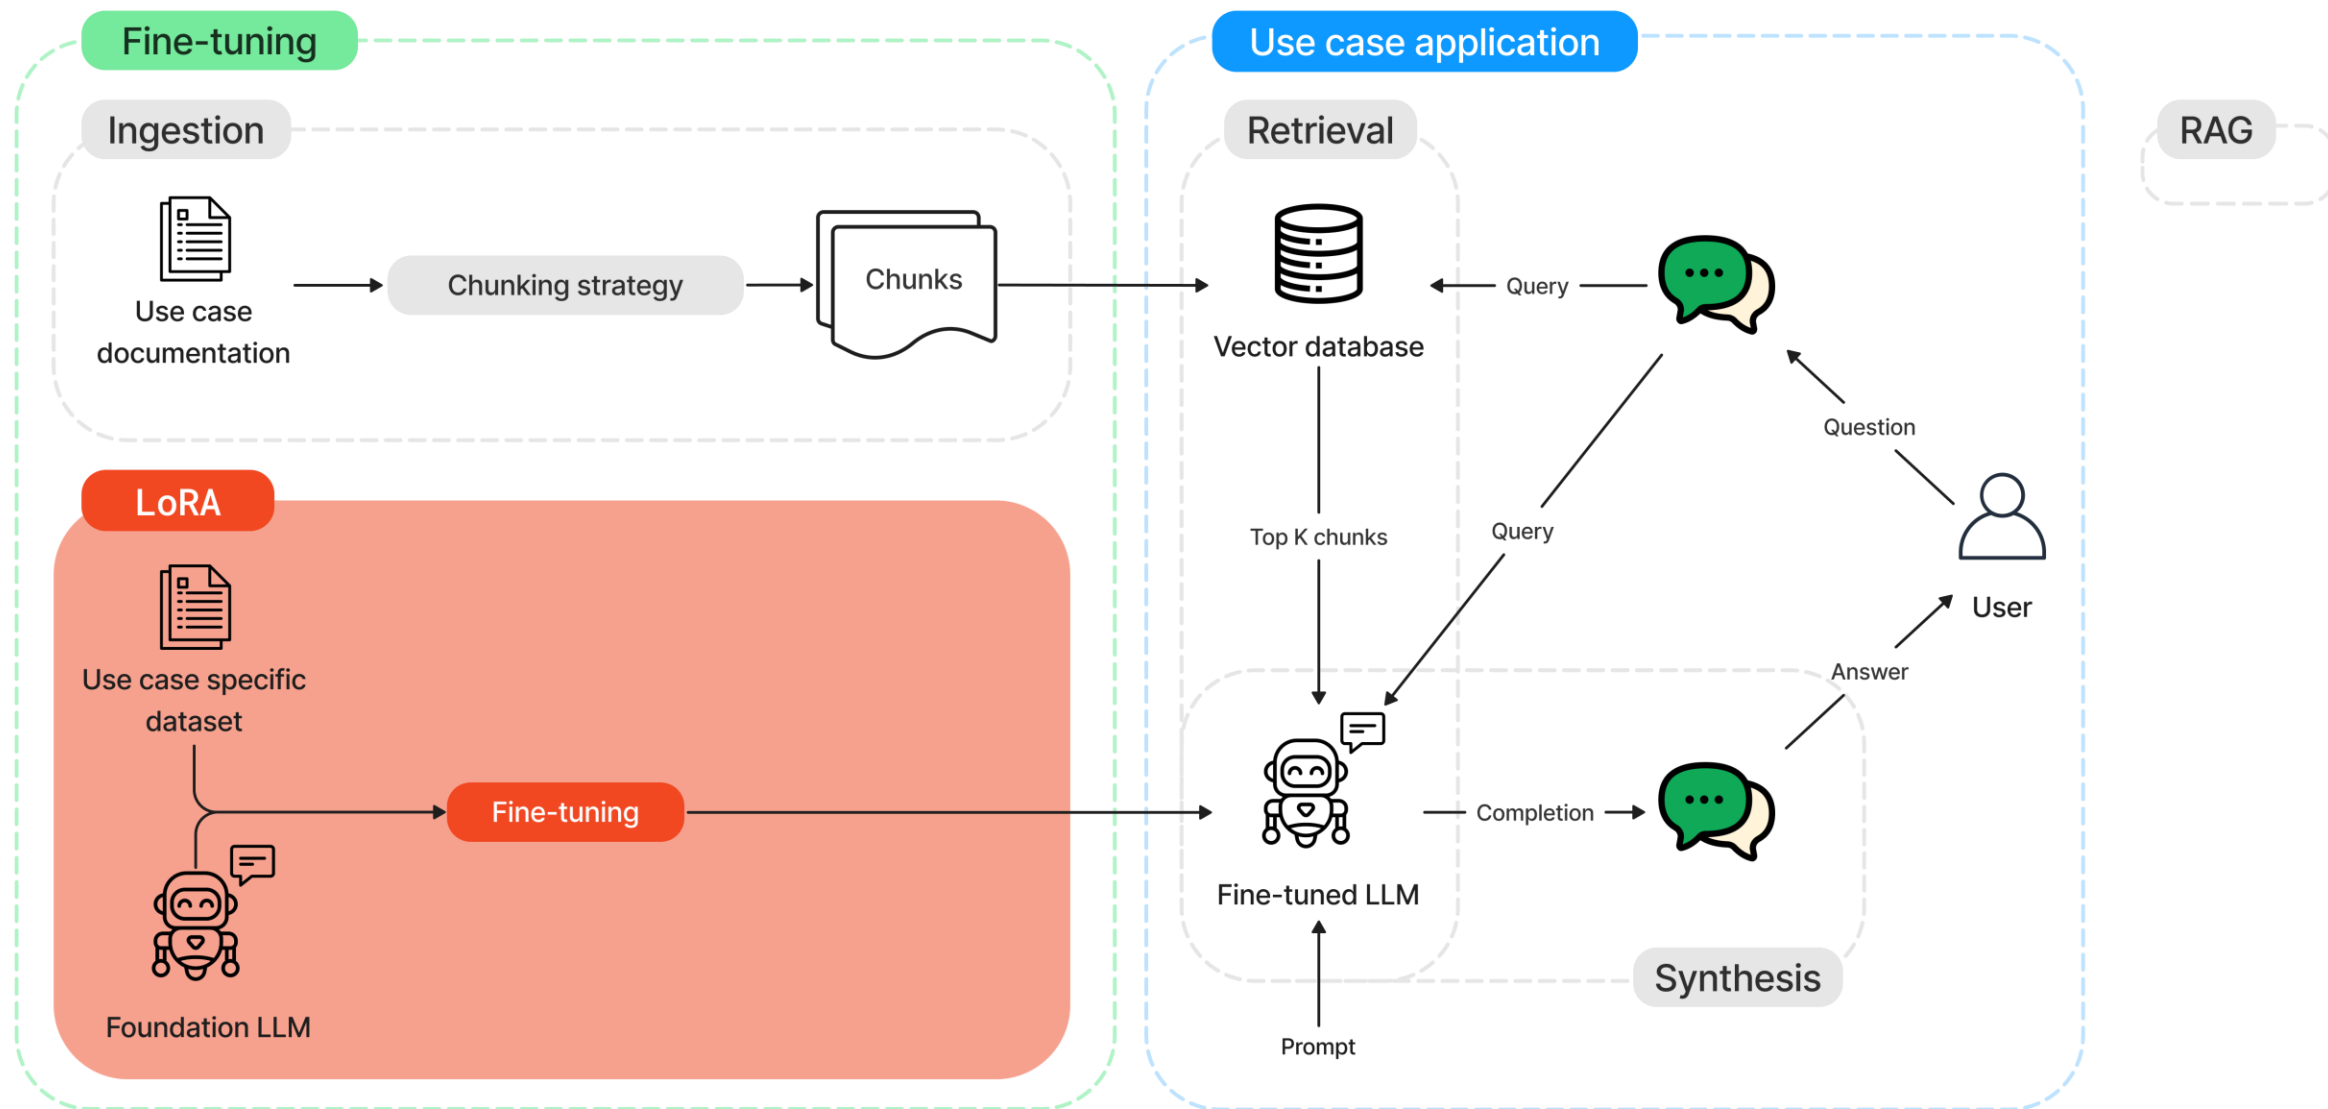 Fine-tuning
Use case application
Ingestion
Retrieval
RAG
Use case
documentation
Chunking strategy
Chunks
Vector database
Query
Question
User
LoRA
Use case specific
dataset
Top K chunks
Query
Answer
Fine-tuning
Foundation LLM
Fine-tuned LLM
Completion
Synthesis
Prompt